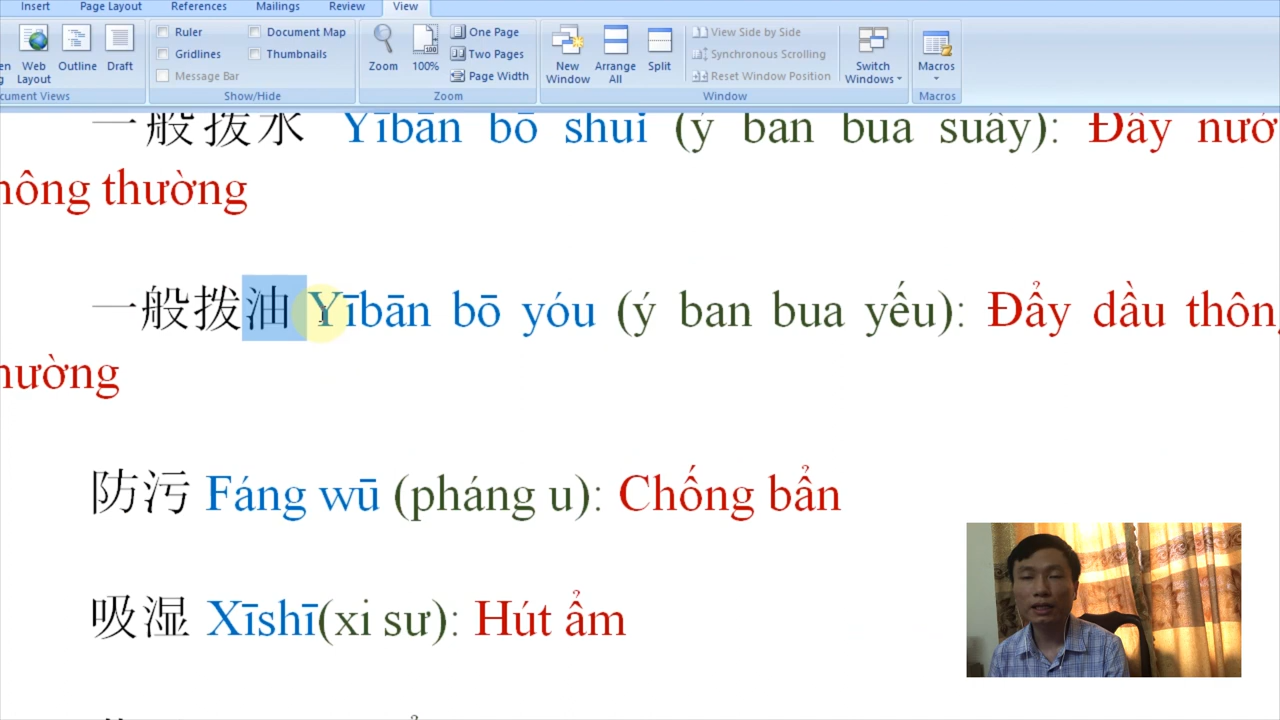 Insert Page Layout References Mailings Review View
Ruler Document Map One Page View Side by Side
Gridlines Thumbnails Two Pages Synchronous Scrolling
Web Layout Outline Draft Message Bar Zoom 100% Page Width New Window Arrange All Split Reset Window Position Switch Windows Macros
cument Views Show/Hide Zoom Window Macros
一般拨水 Yībān bō shuǐ (ý ban bua suẩy): Đẩy nướ
hông thường
一般拨油 Yībān bō yóu (ý ban bua yếu): Đẩy dầu thông
hường
防污 Fáng wū (pháng u): Chống bẩn
吸湿 Xīshī(xi sư): Hút ẩm